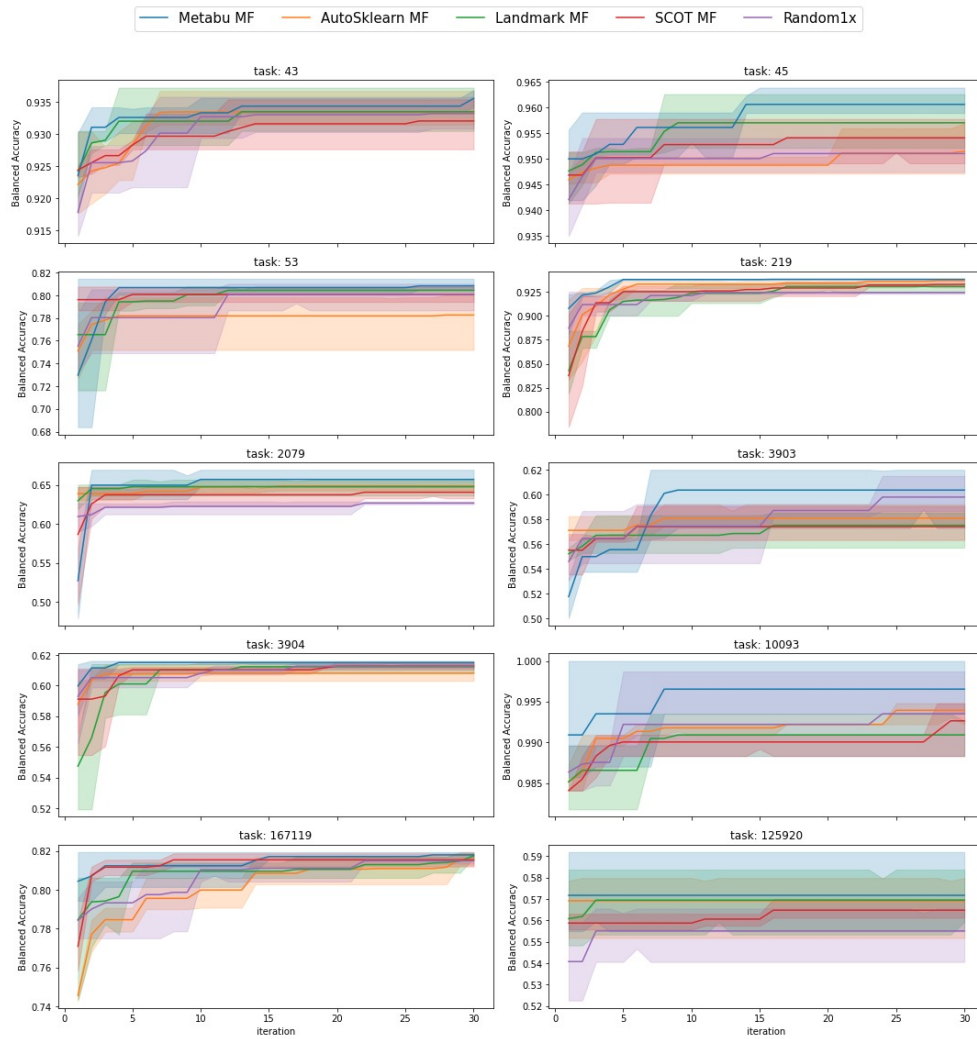 Metabu MF AutoSklearn MF Landmark MF SCOT MF Random1x
task: 43
Balanced Accuracy
0.935
0.930
0.925
0.920
0.915
task: 45
Balanced Accuracy
0.965
0.960
0.955
0.950
0.945
0.940
0.935
task: 53
Balanced Accuracy
0.82
0.80
0.78
0.76
0.74
0.72
0.70
0.68
task: 219
Balanced Accuracy
0.925
0.900
0.875
0.850
0.825
0.800
task: 2079
Balanced Accuracy
0.65
0.60
0.55
0.50
task: 3903
Balanced Accuracy
0.62
0.60
0.58
0.56
0.54
0.52
0.50
task: 3904
Balanced Accuracy
0.62
0.60
0.58
0.56
0.54
0.52
task: 10093
Balanced Accuracy
1.000
0.995
0.990
0.985
task: 167119
Balanced Accuracy
0.82
0.80
0.78
0.76
0.74
0 5 10 15 20 25 30
iteration
task: 125920
Balanced Accuracy
0.59
0.58
0.57
0.56
0.55
0.54
0.53
0.52
0 5 10 15 20 25 30
iteration